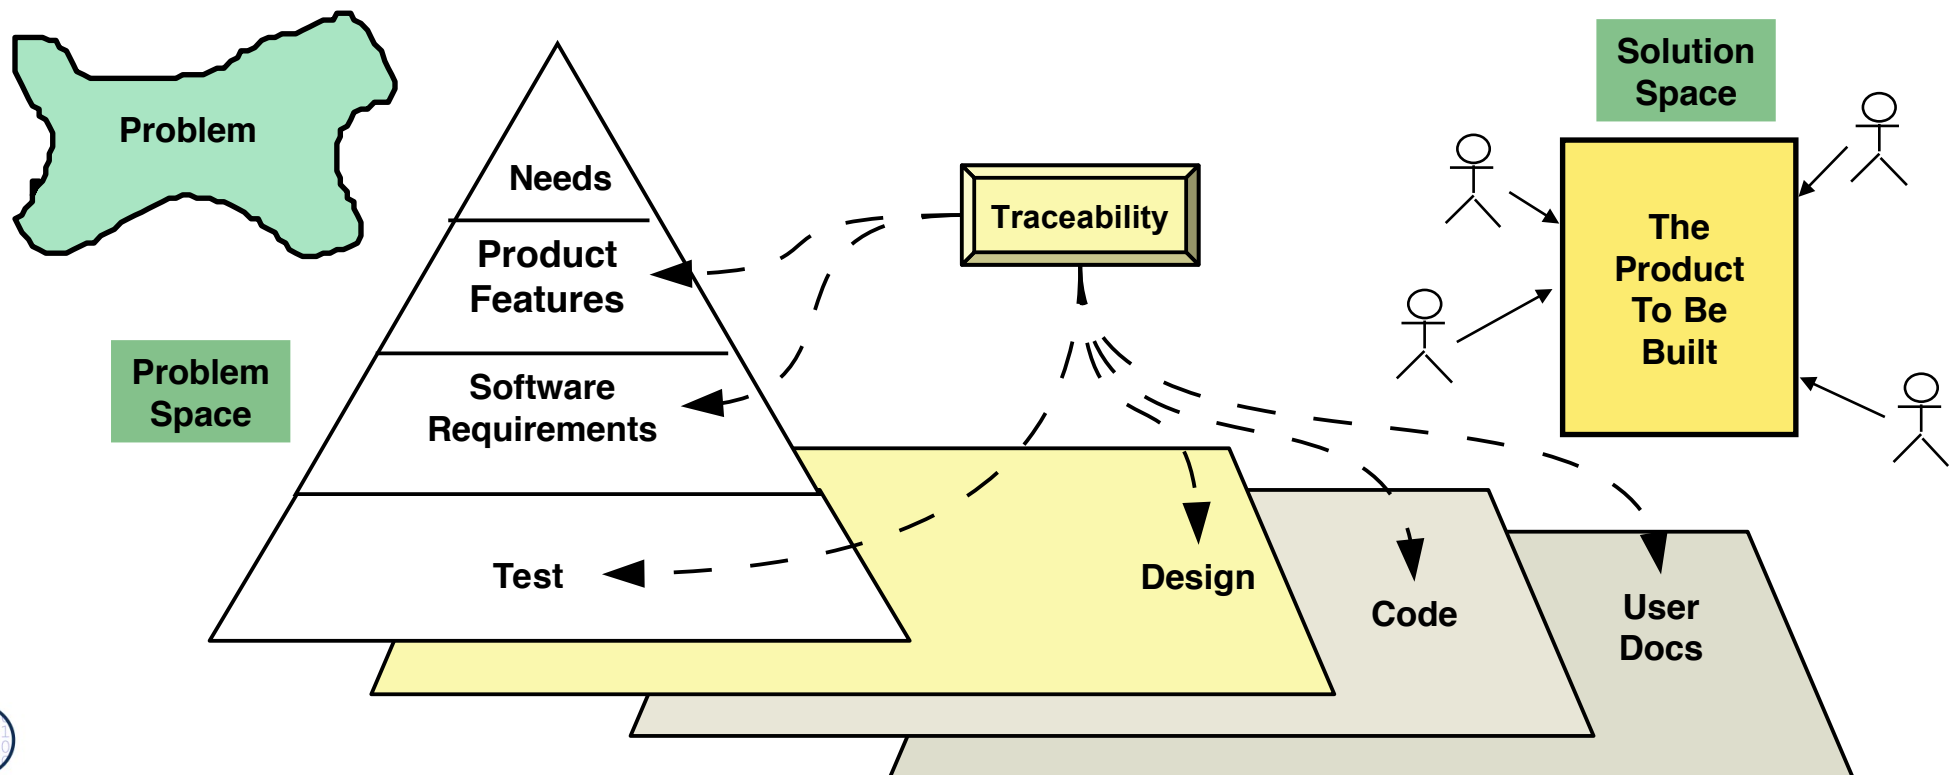 Problem
Solution
Space
Needs
Traceability
Product
Features
The
Product
To Be
Built
Problem
Space
Software
Requirements
Test
Design
Code
User
Docs